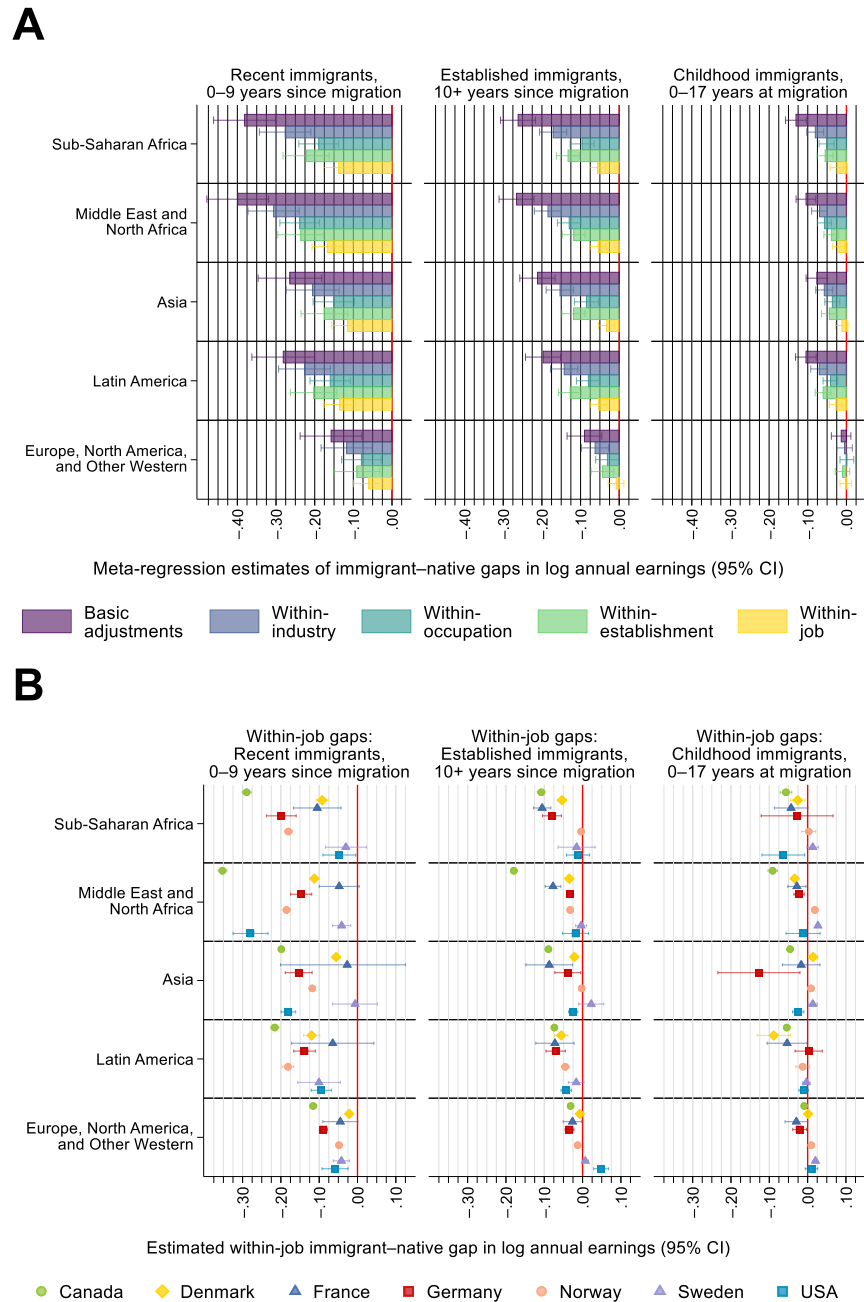 A
Recent immigrants,
0–9 years since migration
Established immigrants,
10+ years since migration
Childhood immigrants,
0–17 years at migration
Sub-Saharan Africa
Middle East and
North Africa
Asia
Latin America
Europe, North America,
and Other Western
–.40 –.30 –.20 –.10 .00
–.40 –.30 –.20 –.10 .00
–.40 –.30 –.20 –.10 .00
Meta-regression estimates of immigrant–native gaps in log annual earnings (95% CI)
Basic
adjustments
Within-
industry
Within-
occupation
Within-
establishment
Within-
job
B
Within-job gaps:
Recent immigrants,
0–9 years since migration
Within-job gaps:
Established immigrants,
10+ years since migration
Within-job gaps:
Childhood immigrants,
0–17 years at migration
Sub-Saharan Africa
Middle East and
North Africa
Asia
Latin America
Europe, North America,
and Other Western
–.30 –.20 –.10 .00 .10
–.30 –.20 –.10 .00 .10
–.30 –.20 –.10 .00 .10
Estimated within-job immigrant–native gap in log annual earnings (95% CI)
Canada Denmark France Germany Norway Sweden USA